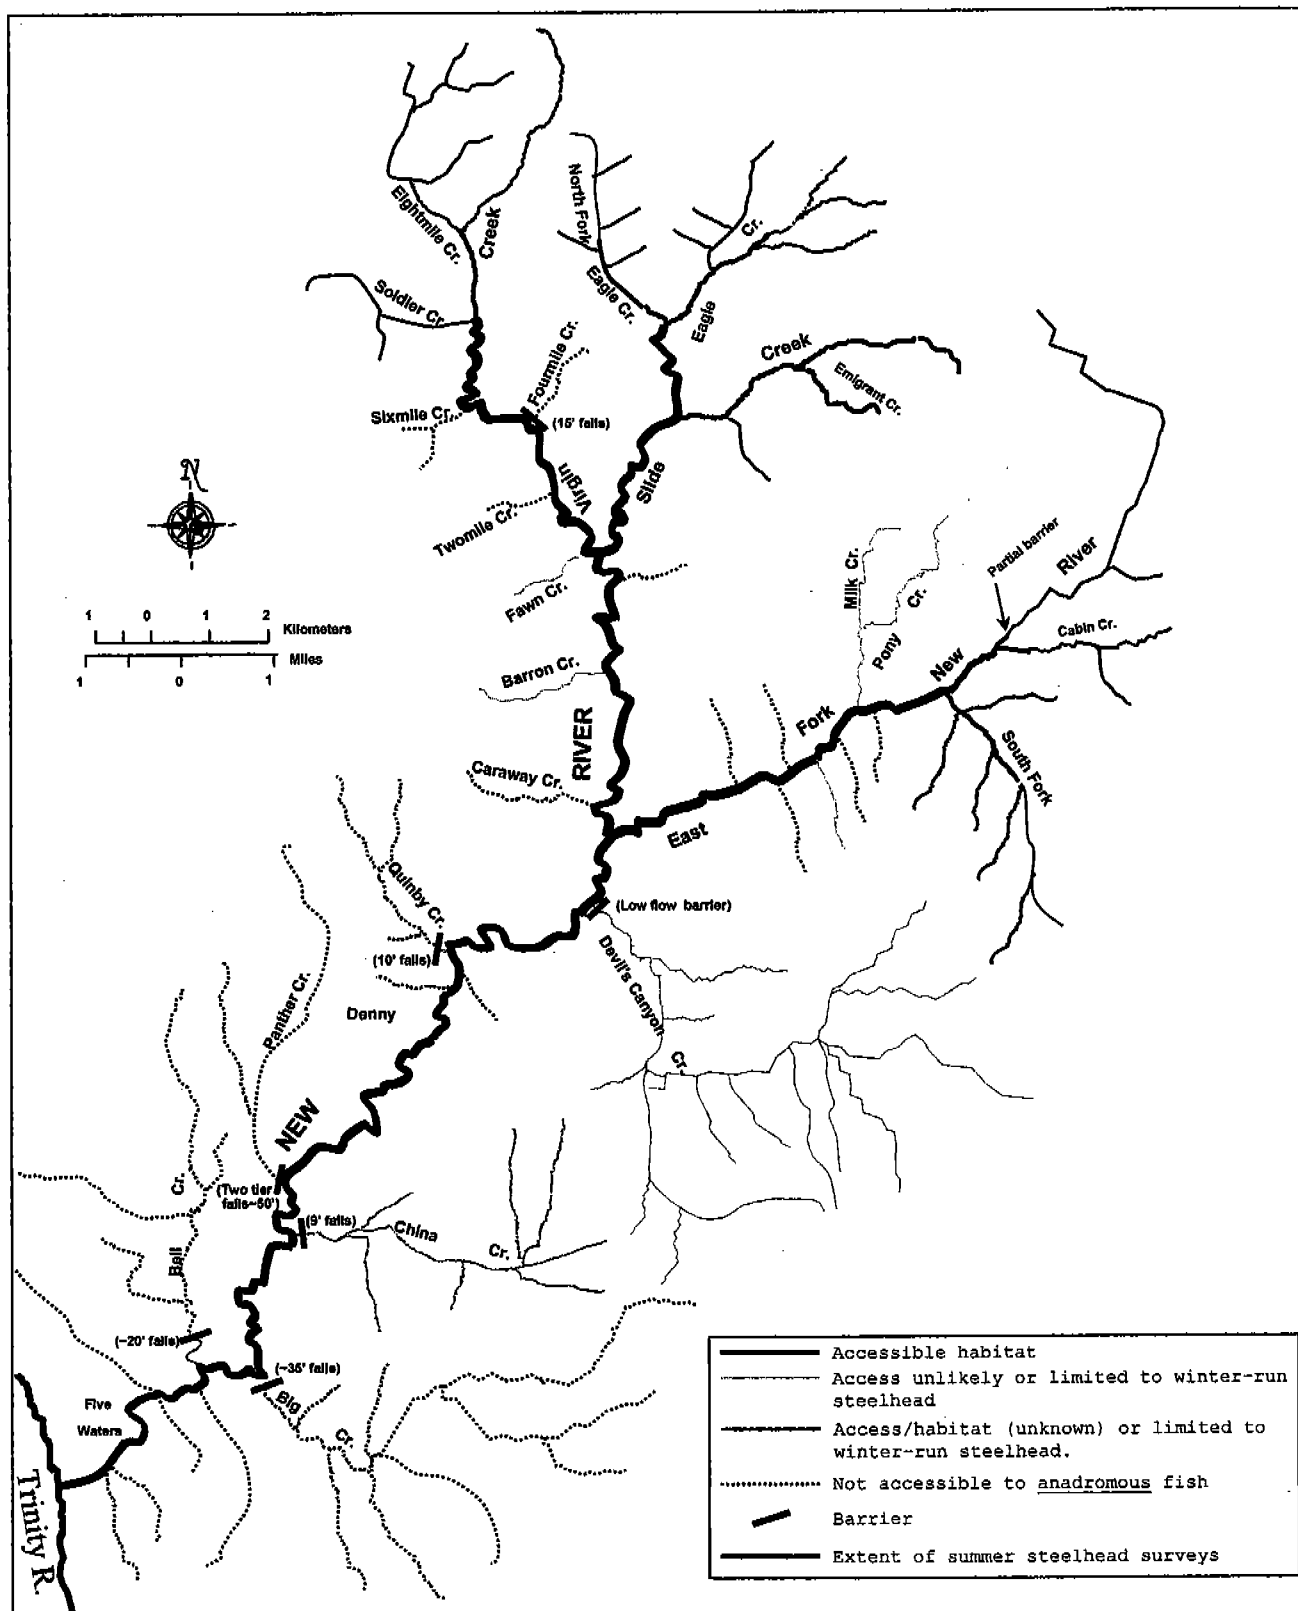 North Fork
Eightmile Cr.
Creek
Cr.
Eagle Cr.
Eagle
Soldier Cr.
Fourmile Cr.
Creek
Emigrant Cr.
Sixmile Cr.
(15' falls)
Virgin
Slide
N
Twomile Cr.
Partial barrier
River
Milk Cr.
Cr.
Pony
Fawn Cr.
1 0 1 2
Kilometers
Miles
1 0 1
Cabin Cr.
New
Barron Cr.
Fork
South Fork
RIVER
Caraway Cr.
East
Quinby Cr.
(Low flow barrier)
(10' falls)
Devil's Canyon
Cr.
Panther Cr.
Denny
NEW
Cr.
(Two tier
falls~50')
(9' falls)
China
Cr.
Bell
(~20' falls)
(~35' falls)
Big
Cr.
Five
Waters
Trinity R.
Accessible habitat
Access unlikely or limited to winter-run
steelhead
Access/habitat (unknown) or limited to
winter-run steelhead.
Not accessible to anadromous fish
Barrier
Extent of summer steelhead surveys